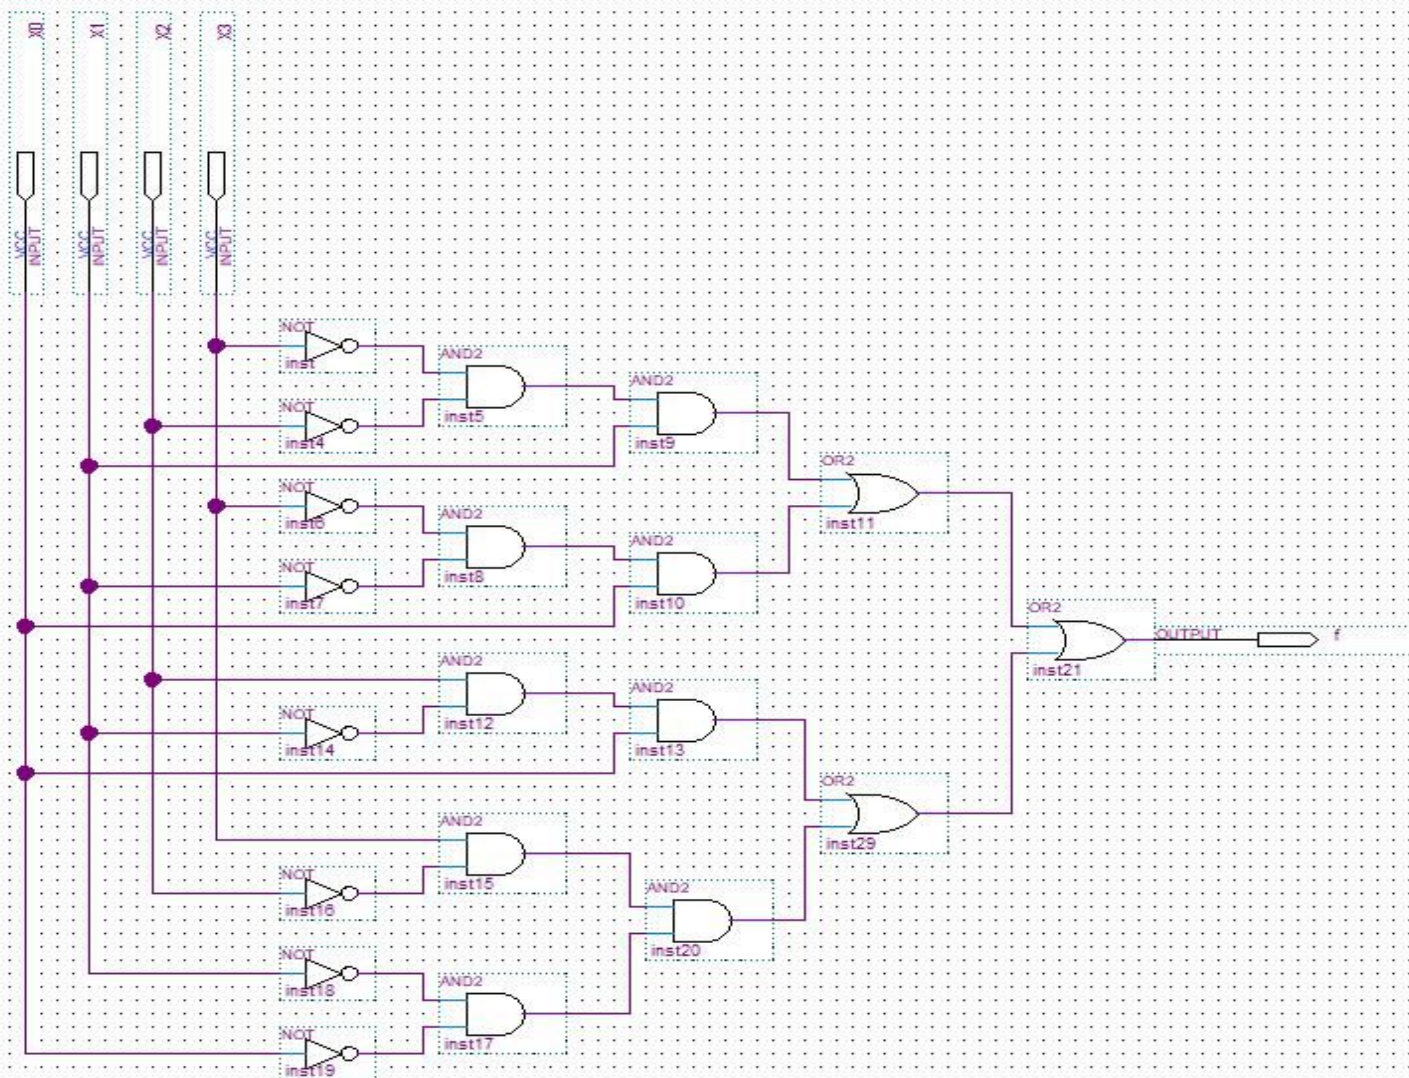 X0
X1
X2
X3
VCC
INPUT
VCC
INPUT
VCC
INPUT
VCC
INPUT
NOT
inst
AND2
inst5
NOT
inst4
AND2
inst9
OR2
inst11
NOT
inst6
AND2
inst8
NOT
inst7
AND2
inst10
OR2
inst21
OUTPUT
f
AND2
inst12
NOT
inst14
AND2
inst13
OR2
inst29
AND2
inst15
NOT
inst16
AND2
inst20
NOT
inst18
AND2
inst17
NOT
inst19